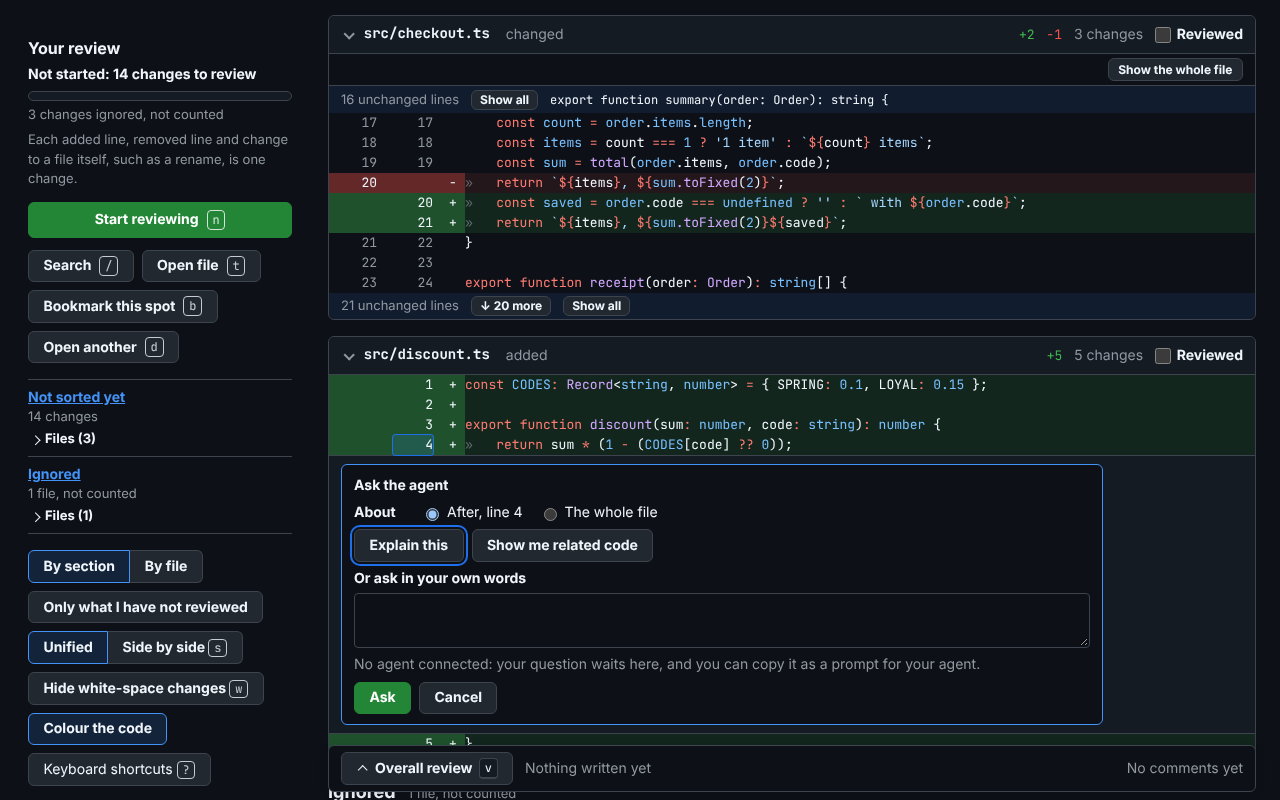 Your review
Not started: 14 changes to review
3 changes ignored, not counted
Each added line, removed line and change
to a file itself, such as a rename, is one
change.
Start reviewing n
Search / Open file t
Bookmark this spot b
Open another d
Not sorted yet
14 changes
Files (3)
Ignored
1 file, not counted
Files (1)
By section By file
Only what I have not reviewed
Unified Side by side s
Hide white-space changes w
Colour the code
Keyboard shortcuts ?
src/checkout.ts changed +2 -1 3 changes Reviewed
Show the whole file
16 unchanged lines Show all export function summary(order: Order): string {
17 17 const count = order.items.length;
18 18 const items = count === 1 ? '1 item' : `${count} items`;
19 19 const sum = total(order.items, order.code);
20 - » return `${items}, ${sum.toFixed(2)}`;
20 + » const saved = order.code === undefined ? '' : ` with ${order.code}`;
21 + » return `${items}, ${sum.toFixed(2)}${saved}`;
21 22 }
22 23
23 24 export function receipt(order: Order): string[] {
21 unchanged lines ↓ 20 more Show all
src/discount.ts added +5 5 changes Reviewed
1 + const CODES: Record<string, number> = { SPRING: 0.1, LOYAL: 0.15 };
2 +
3 + export function discount(sum: number, code: string): number {
4 + » return sum * (1 - (CODES[code] ?? 0));
Ask the agent
About After, line 4 The whole file
Explain this Show me related code
Or ask in your own words
No agent connected: your question waits here, and you can copy it as a prompt for your agent.
Ask Cancel
5 + }
Overall review v Nothing written yet No comments yet
Ignored 1 file, not counted